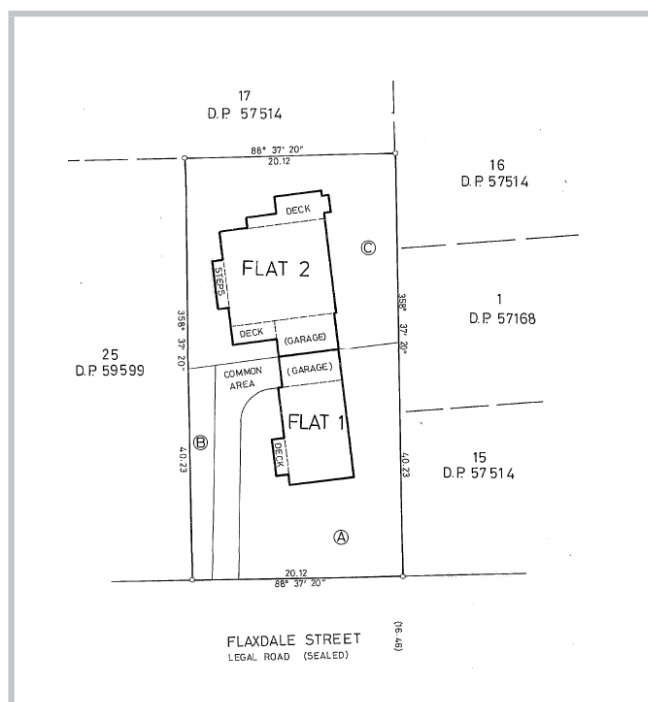 17
D.P. 57514
88° 37' 20"
20.12
16
D.P. 57514
DECK
C
FLAT 2
STEPS
1
D.P. 57168
358° 37' 20"
358° 37' 20"
DECK
(GARAGE)
25
D.P. 59599
COMMON
AREA
(GARAGE)
FLAT 1
B
DECK
40.23
40.23
15
D.P. 57514
A
20.12
88° 37' 20"
FLAXDALE STREET
LEGAL ROAD (SEALED)
(16.46)